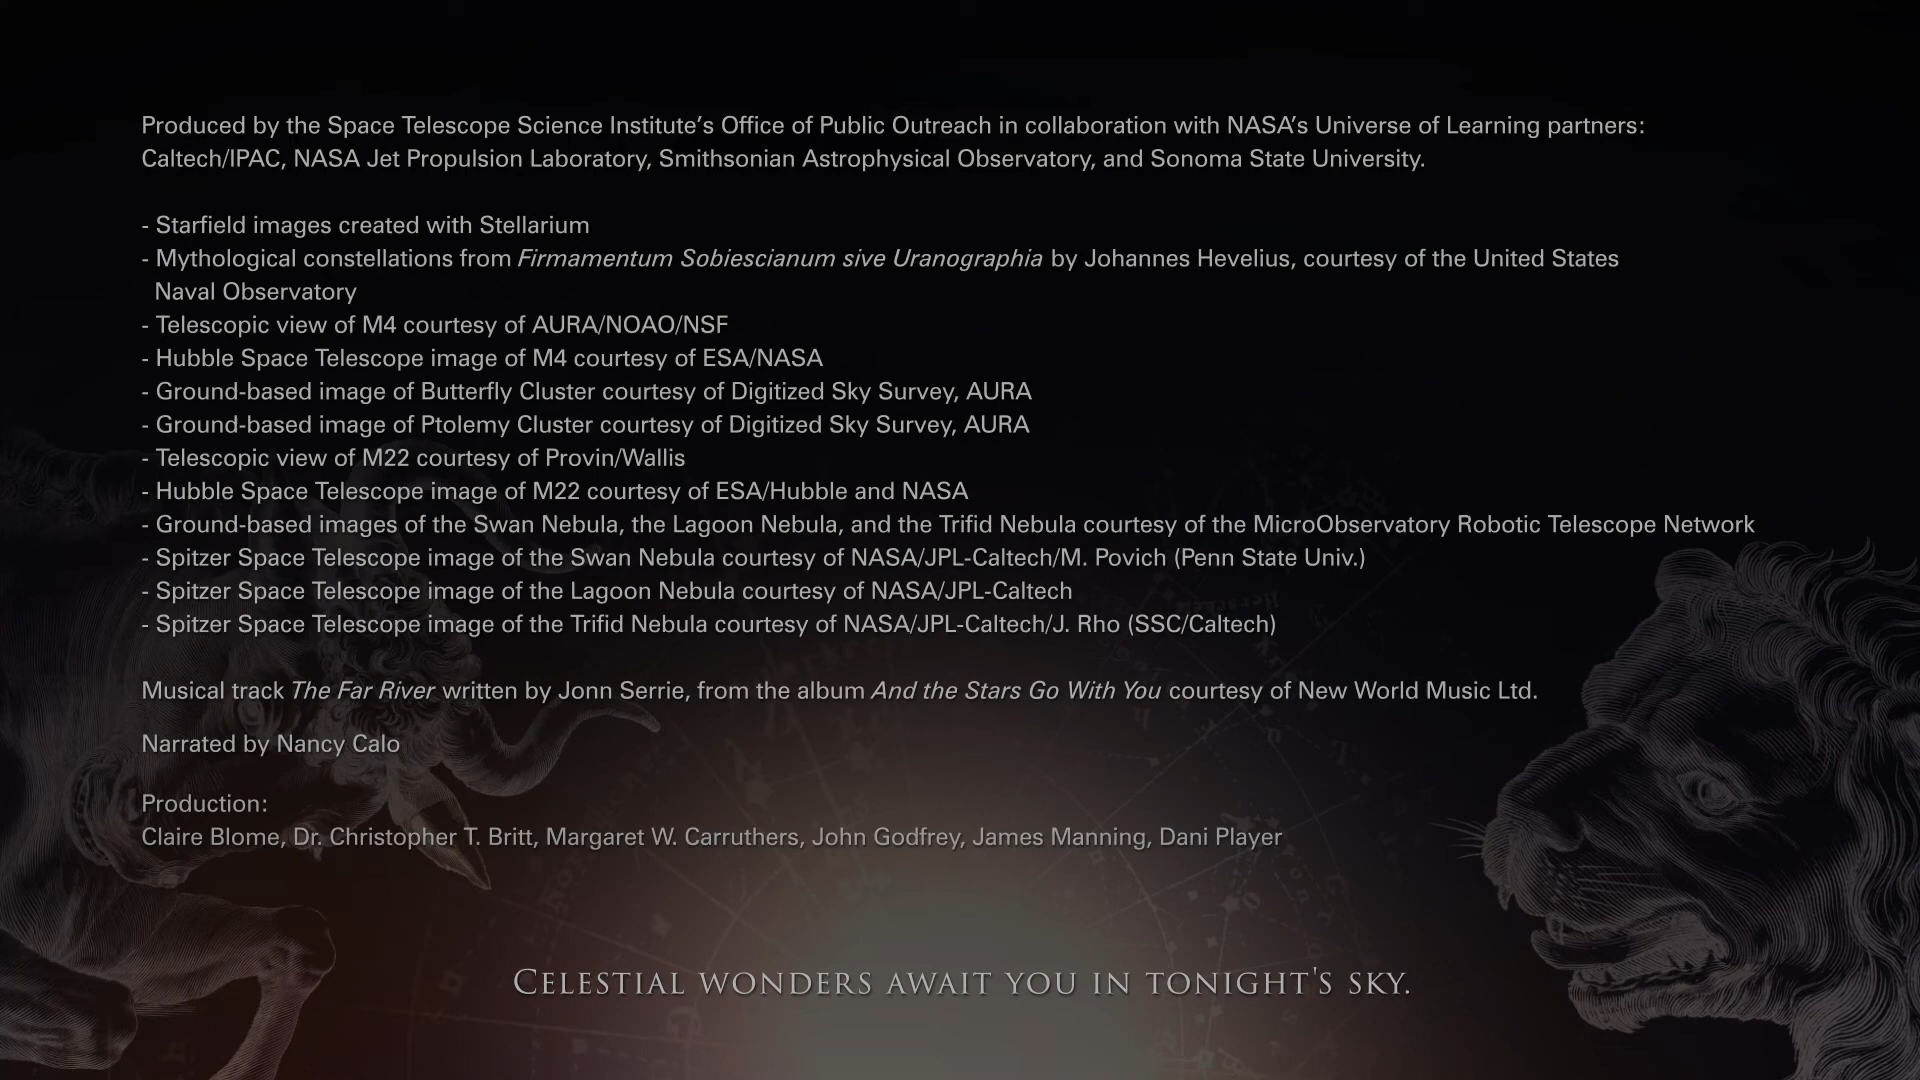 Produced by the Space Telescope Science Institute’s Office of Public Outreach in collaboration with NASA’s Universe of Learning partners:
Caltech/IPAC, NASA Jet Propulsion Laboratory, Smithsonian Astrophysical Observatory, and Sonoma State University.
- Starfield images created with Stellarium
- Mythological constellations from Firmamentum Sobiescianum sive Uranographia by Johannes Hevelius, courtesy of the United States
Naval Observatory
- Telescopic view of M4 courtesy of AURA/NOAO/NSF
- Hubble Space Telescope image of M4 courtesy of ESA/NASA
- Ground-based image of Butterfly Cluster courtesy of Digitized Sky Survey, AURA
- Ground-based image of Ptolemy Cluster courtesy of Digitized Sky Survey, AURA
- Telescopic view of M22 courtesy of Provin/Wallis
- Hubble Space Telescope image of M22 courtesy of ESA/Hubble and NASA
- Ground-based images of the Swan Nebula, the Lagoon Nebula, and the Trifid Nebula courtesy of the MicroObservatory Robotic Telescope Network
- Spitzer Space Telescope image of the Swan Nebula courtesy of NASA/JPL-Caltech/M. Povich (Penn State Univ.)
- Spitzer Space Telescope image of the Lagoon Nebula courtesy of NASA/JPL-Caltech
- Spitzer Space Telescope image of the Trifid Nebula courtesy of NASA/JPL-Caltech/J. Rho (SSC/Caltech)
Musical track The Far River written by Jonn Serrie, from the album And the Stars Go With You courtesy of New World Music Ltd.
Narrated by Nancy Calo
Production:
Claire Blome, Dr. Christopher T. Britt, Margaret W. Carruthers, John Godfrey, James Manning, Dani Player
CELESTIAL WONDERS AWAIT YOU IN TONIGHT'S SKY.